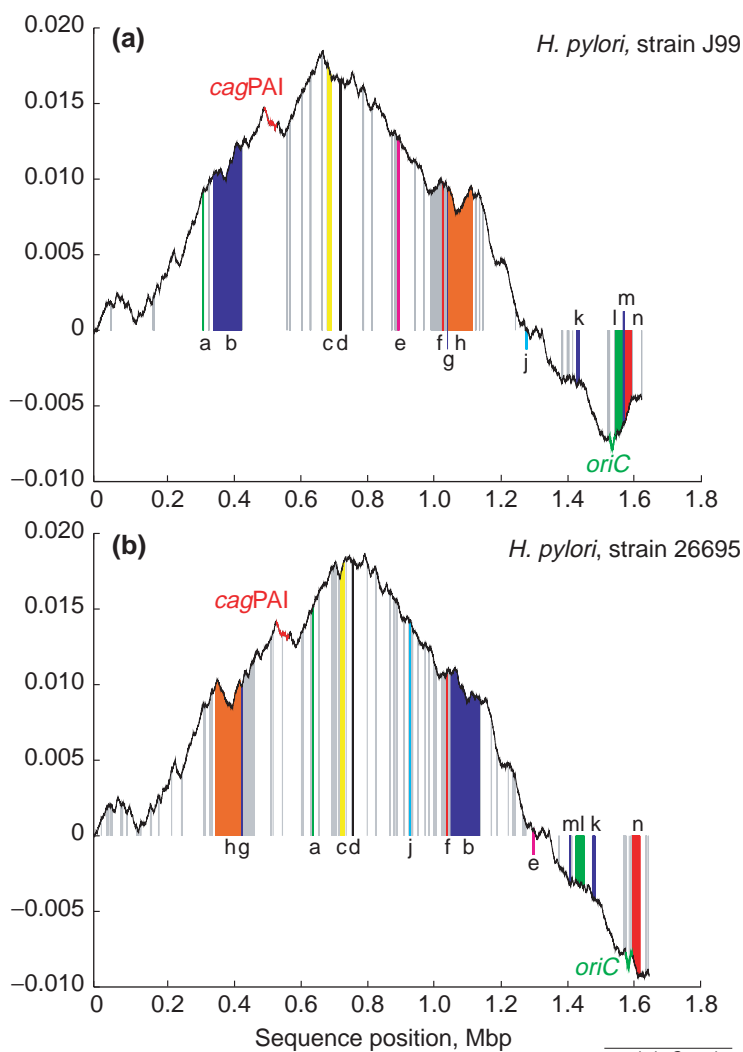 0.020
(a)
H. pylori, strain J99
cagPAI
0.015
0.010
0.005
m
k
l
n
0
a
b
c
d
e
f
h
g
j
−0.005
oriC
−0.010
0
0.2
0.4
0.6
0.8
1.0
1.2
1.4
1.6
1.8
0.020
(b)
H. pylori, strain 26695
cagPAI
0.015
0.010
0.005
ml
k
n
0
h
g
a
c
d
j
f
b
e
−0.005
oriC
−0.010
0
0.2
0.4
0.6
0.8
1.0
1.2
1.4
1.6
1.8
Sequence position, Mbp